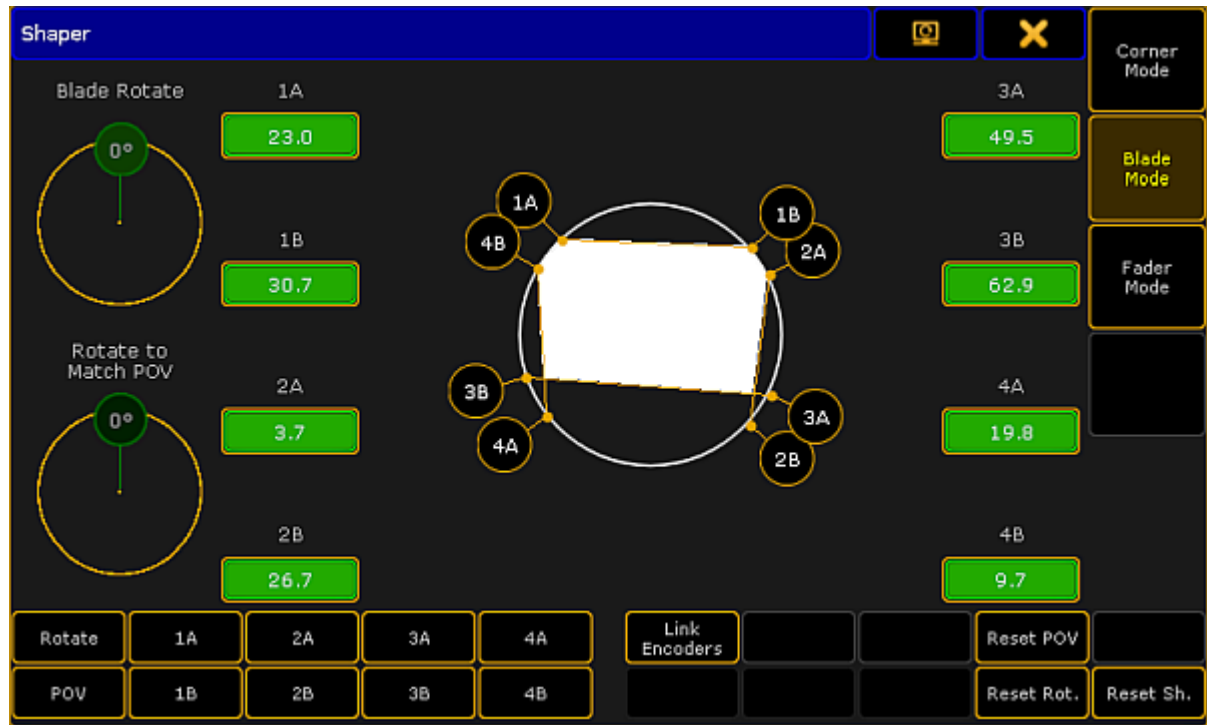 Shaper
Corner
Mode
Blade Rotate
1A
3A
0°
23.0
49.5
Blade
Mode
1A
1B
4B
2A
1B
3B
30.7
62.9
Fader
Mode
Rotate to
Match POV
2A
4A
0°
3.7
19.8
3B
3A
4A
2B
2B
4B
26.7
9.7
Rotate
1A
2A
3A
4A
Link
Encoders
Reset POV
POV
1B
2B
3B
4B
Reset Rot.
Reset Sh.